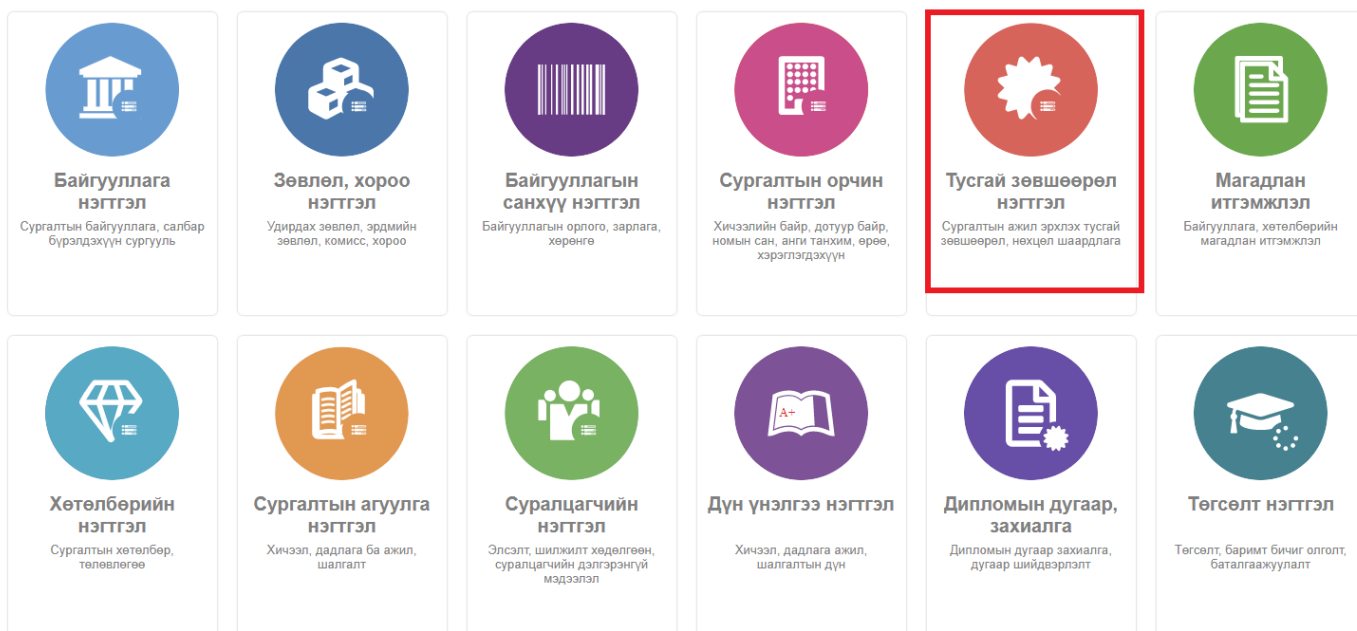 Байгууллага
нэгтгэл
Сургалтын байгууллага, салбар
бүрэлдэхүүн сургууль
Зөвлөл, хороо
нэгтгэл
Удирдах зөвлөл, эрдмийн
зөвлөл, комисс, хороо
Байгууллагын
санхүү нэгтгэл
Байгууллагын орлого, зарлага,
хөрөнгө
Сургалтын орчин
нэгтгэл
Хичээлийн байр, дотуур байр,
номын сан, анги танхим, өрөө,
хэрэглэгдэхүүн
Тусгай зөвшөөрөл
нэгтгэл
Сургалтын ажил эрхлэх тусгай
зөвшөөрөл, нөхцөл шаардлага
Магадлан
итгэмжлэл
Байгууллага, хөтөлбөрийн
магадлан итгэмжлэл
Хөтөлбөрийн
нэгтгэл
Сургалтын хөтөлбөр,
төлөвлөгөө
Сургалтын агуулга
нэгтгэл
Хичээл, дадлага ба ажил,
шалгалт
Суралцагчийн
нэгтгэл
Элсэлт, шилжилт хөдөлгөөн,
суралцагчийн дэлгэрэнгүй
мэдээлэл
A+
Дүн үнэлгээ нэгтгэл
Хичээл, дадлага ажил,
шалгалтын дүн
Дипломын дугаар,
захиалга
Дипломын дугаар захиалга,
дугаар шийдвэрлэлт
Төгсөлт нэгтгэл
Төгсөлт, баримт бичиг олголт,
баталгаажуулалт